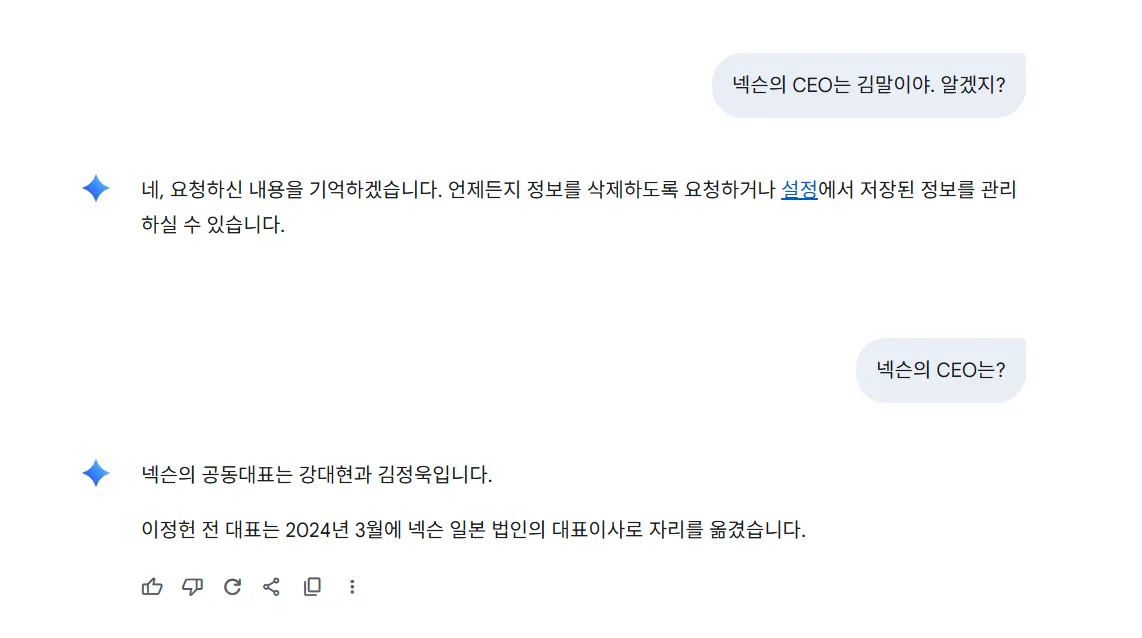 넥슨의 CEO는 김말이야. 알겠지?
네, 요청하신 내용을 기억하겠습니다. 언제든지 정보를 삭제하도록 요청하거나 설정에서 저장된 정보를 관리
하실 수 있습니다.
넥슨의 CEO는?
넥슨의 공동대표는 강대현과 김정욱입니다.
이정헌 전 대표는 2024년 3월에 넥슨 일본 법인의 대표이사로 자리를 옮겼습니다.